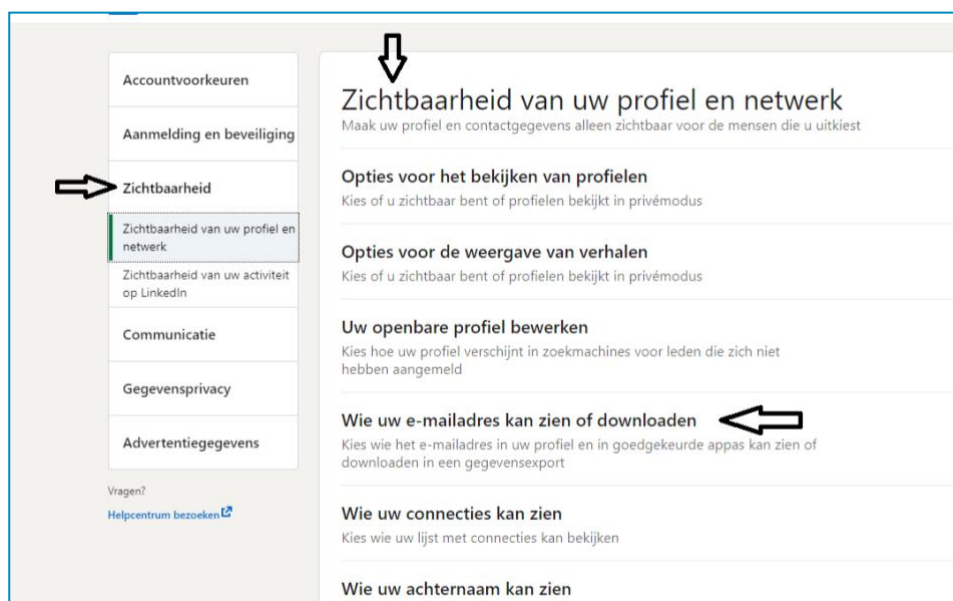 Accountvoorkeuren
Aanmelding en beveiliging
Zichtbaarheid
Zichtbaarheid van uw profiel en
netwerk
Zichtbaarheid van uw activiteit
op LinkedIn
Communicatie
Gegevensprivacy
Advertentiegegevens
Vragen?
Helpcentrum bezoeken
Zichtbaarheid van uw profiel en netwerk
Maak uw profiel en contactgegevens alleen zichtbaar voor de mensen die u uitkiest
Opties voor het bekijken van profielen
Kies of u zichtbaar bent of profielen bekijkt in privémodus
Opties voor de weergave van verhalen
Kies of u zichtbaar bent of profielen bekijkt in privémodus
Uw openbare profiel bewerken
Kies hoe uw profiel verschijnt in zoekmachines voor leden die zich niet
hebben aangemeld
Wie uw e-mailadres kan zien of downloaden
Kies wie het e-mailadres in uw profiel en in goedgekeurde appas kan zien of
downloaden in een gegevensexport
Wie uw connecties kan zien
Kies wie uw lijst met connecties kan bekijken
Wie uw achternaam kan zien